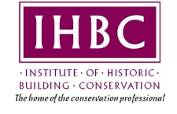 IHBC
· INSTITUTE · OF · HISTORIC ·
BUILDING · CONSERVATION
The home of the conservation professional